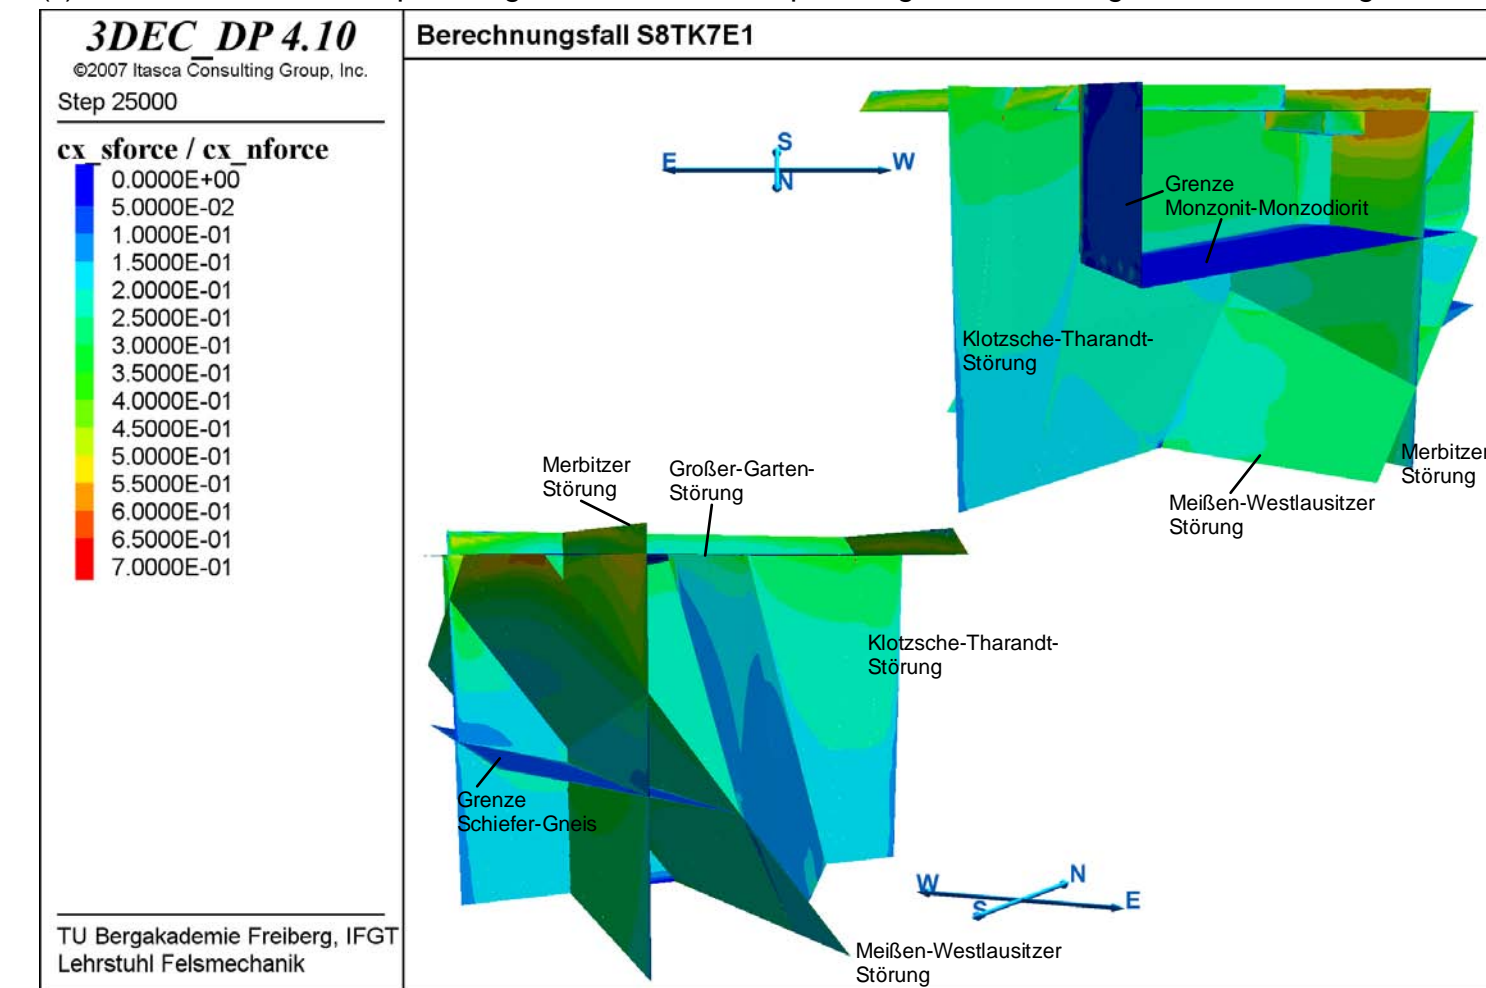 3DEC_DP 4.10
©2007 Itasca Consulting Group, Inc.
Step 25000
cx_sforce / cx_nforce
0.0000E+00
5.0000E-02
1.0000E-01
1.5000E-01
2.0000E-01
2.5000E-01
3.0000E-01
3.5000E-01
4.0000E-01
4.5000E-01
5.0000E-01
5.5000E-01
6.0000E-01
6.5000E-01
7.0000E-01
TU Bergakademie Freiberg, IFGT
Lehrstuhl Felsmechanik
Berechnungsfall S8TK7E1
S
E
W
N
Grenze
Monzonit-Monzodiorit
Klotzsche-Tharandt-
Störung
Merbitzer
Störung
Meißen-Westlausitzer
Störung
Merbitzer
Störung
Großer-Garten-
Störung
Klotzsche-Tharandt-
Störung
Grenze
Schiefer-Gneis
N
W
S
E
Meißen-Westlausitzer
Störung